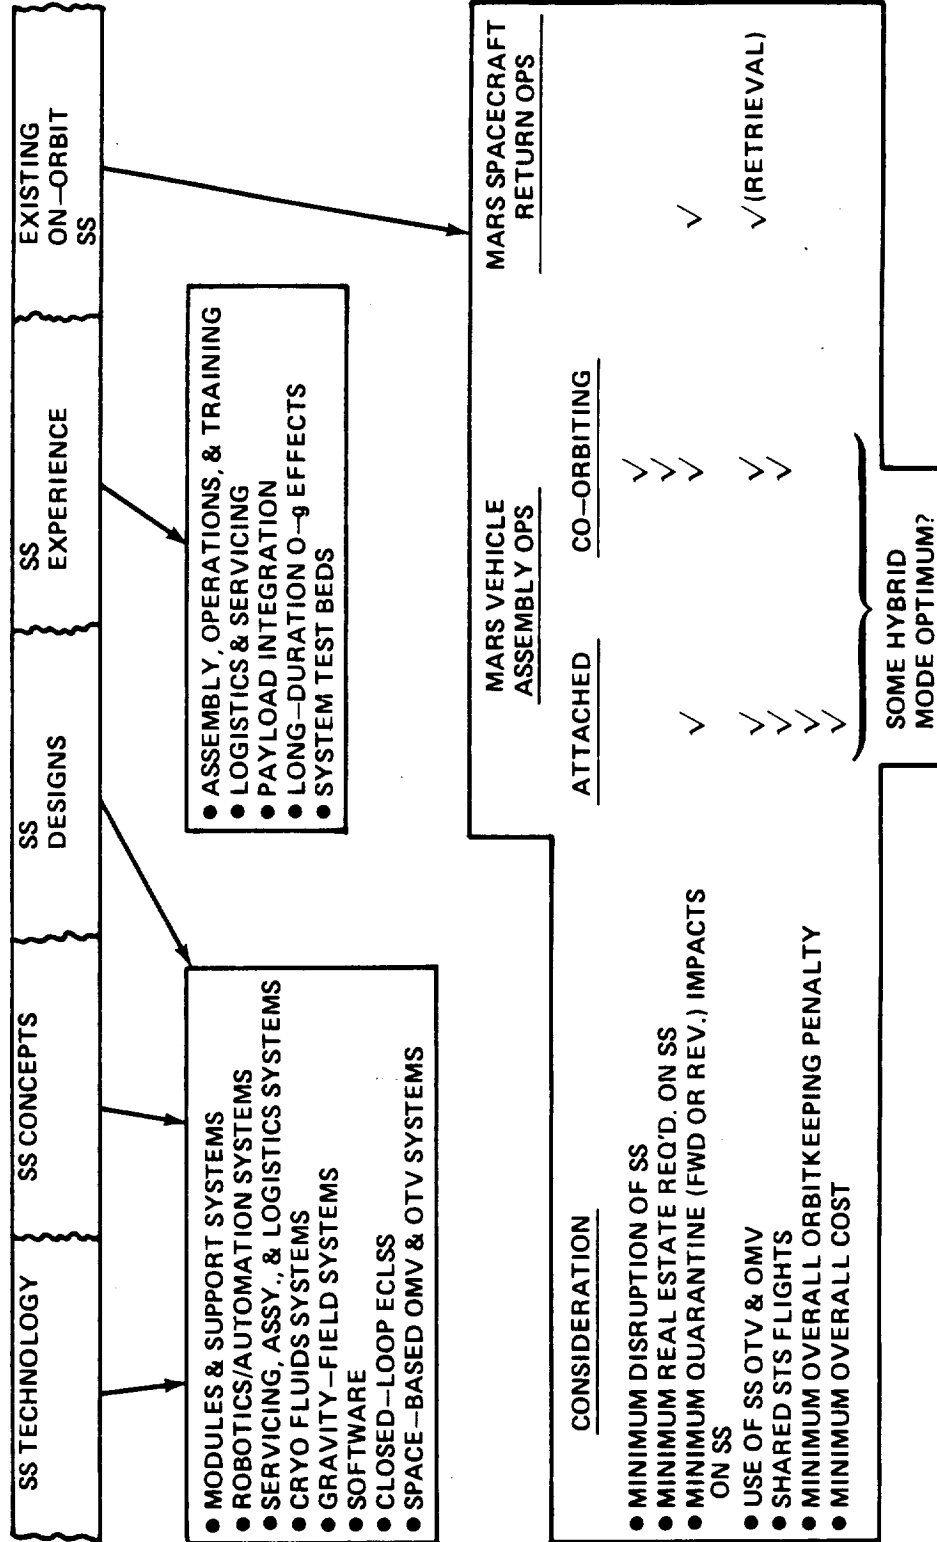 SS TECHNOLOGY
SS CONCEPTS
SS
DESIGNS
SS
EXPERIENCE
EXISTING
ON–ORBIT
SS
● MODULES & SUPPORT SYSTEMS
● ROBOTICS/AUTOMATION SYSTEMS
● SERVICING, ASSY., & LOGISTICS SYSTEMS
● CRYO FLUIDS SYSTEMS
● GRAVITY–FIELD SYSTEMS
● SOFTWARE
● CLOSED–LOOP ECLSS
● SPACE–BASED OMV & OTV SYSTEMS
● ASSEMBLY, OPERATIONS, & TRAINING
● LOGISTICS & SERVICING
● PAYLOAD INTEGRATION
● LONG–DURATION O–g EFFECTS
● SYSTEM TEST BEDS
MARS VEHICLE
ASSEMBLY OPS
MARS SPACECRAFT
RETURN OPS
CONSIDERATION
ATTACHED
CO–ORBITING
● MINIMUM DISRUPTION OF SS √
● MINIMUM REAL ESTATE REQ'D. ON SS √
● MINIMUM QUARANTINE (FWD OR REV.) IMPACTS √ √ √
ON SS
● USE OF SS OTV & OMV √ √ √ (RETRIEVAL)
● SHARED STS FLIGHTS √ √
● MINIMUM OVERALL ORBITKEEPING PENALTY √
● MINIMUM OVERALL COST √
SOME HYBRID
MODE OPTIMUM?